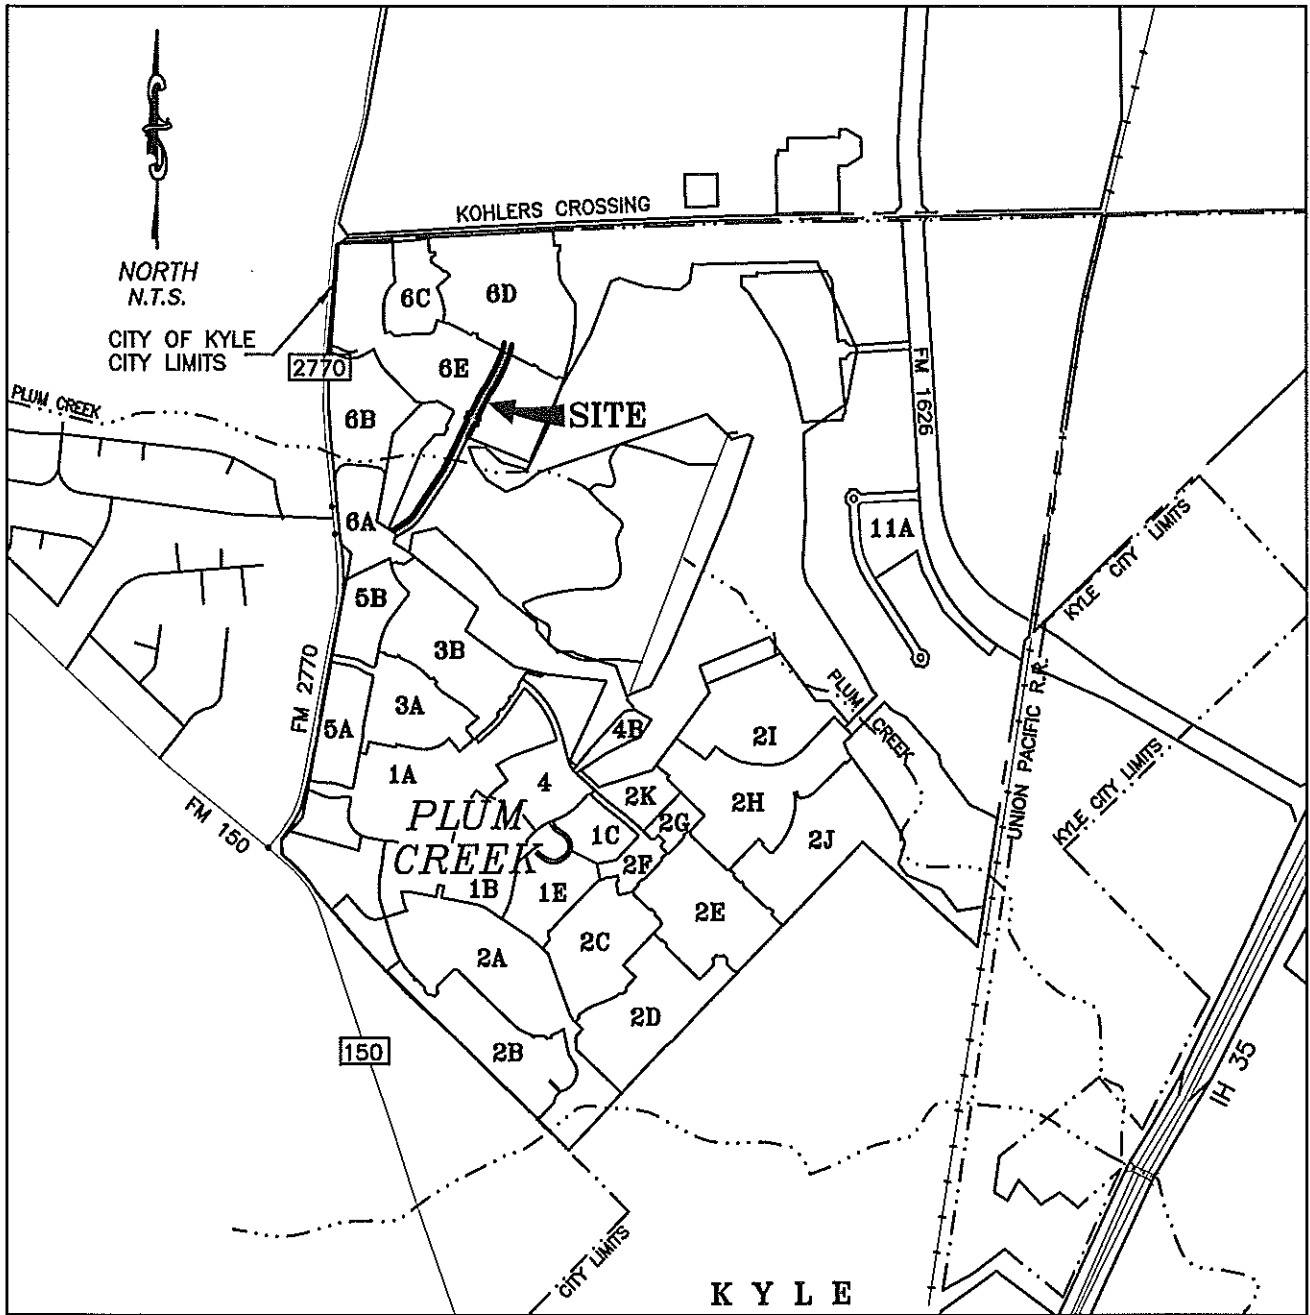 KOHLERS CROSSING
NORTH
N.T.S.
CITY OF KYLE
CITY LIMITS
2770
6C
6D
6E
PLUM CREEK
6B
SITE
FM 1626
6A
11A
KYLE CITY LIMITS
5B
3B
FM 2770
3A
5A
4B
2I
PLUM
CREEK
UNION PACIFIC R.R.
KYLE CITY LIMITS
1A
4
2K
2H
2G
FM 150
PLUM
CREEK
1C
2J
2F
1B
1E
2E
2C
2A
2D
150
2B
IH 35
CITY LIMITS
KYLE